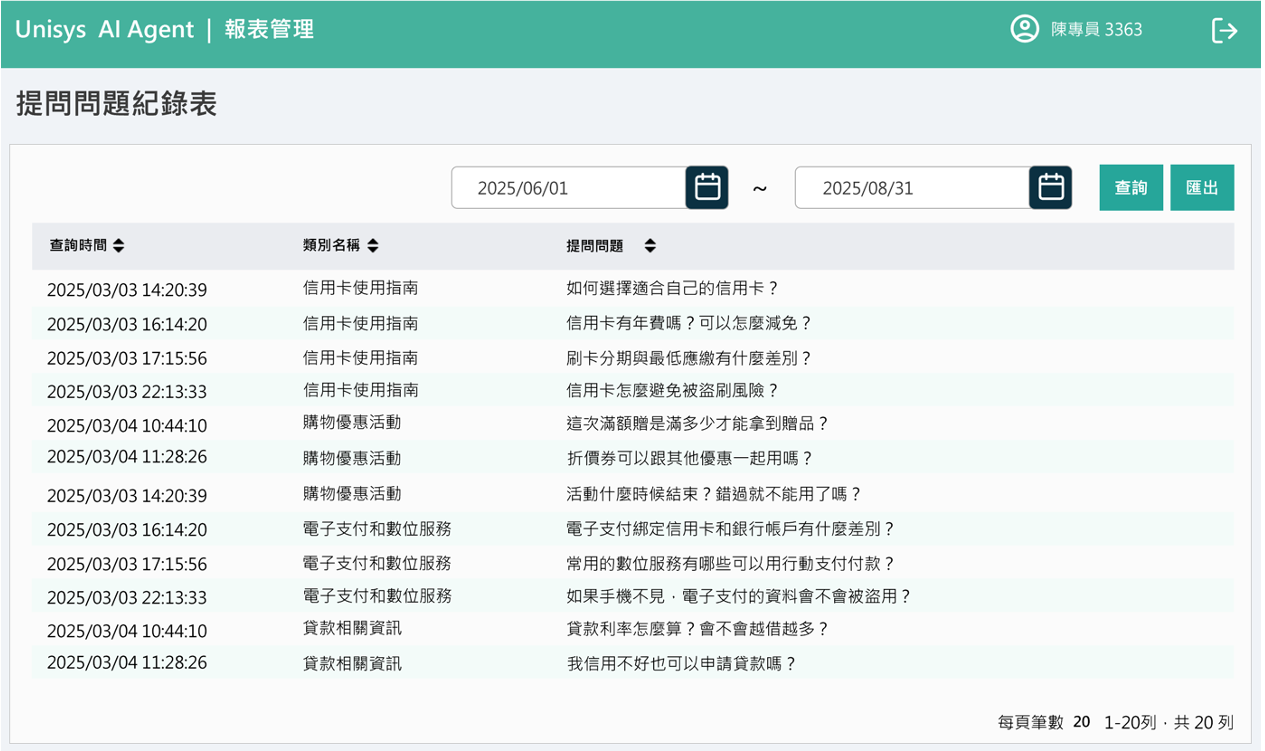 Unisys AI Agent | 報表管理
陳專員 3363
提問問題紀錄表
2025/06/01 ~ 2025/08/31 查詢 匯出
查詢時間 類別名稱 提問問題
2025/03/03 14:20:39 信用卡使用指南 如何選擇適合自己的信用卡？
2025/03/03 16:14:20 信用卡使用指南 信用卡有年費嗎？可以怎麼減免？
2025/03/03 17:15:56 信用卡使用指南 刷卡分期與最低應繳有什麼差別？
2025/03/03 22:13:33 信用卡使用指南 信用卡怎麼避免被盜刷風險？
2025/03/04 10:44:10 購物優惠活動 這次滿額贈是滿多少才能拿到贈品？
2025/03/04 11:28:26 購物優惠活動 折價券可以跟其他優惠一起用嗎？
2025/03/03 14:20:39 購物優惠活動 活動什麼時候結束？錯過就不能用了嗎？
2025/03/03 16:14:20 電子支付和數位服務 電子支付綁定信用卡和銀行帳戶有什麼差別？
2025/03/03 17:15:56 電子支付和數位服務 常用的數位服務有哪些可以用行動支付付款？
2025/03/03 22:13:33 電子支付和數位服務 如果手機不見，電子支付的資料會不會被盜用？
2025/03/04 10:44:10 貸款相關資訊 貸款利率怎麼算？會不會越借越多？
2025/03/04 11:28:26 貸款相關資訊 我信用不好也可以申請貸款嗎？
每頁筆數 20 1-20列，共 20 列